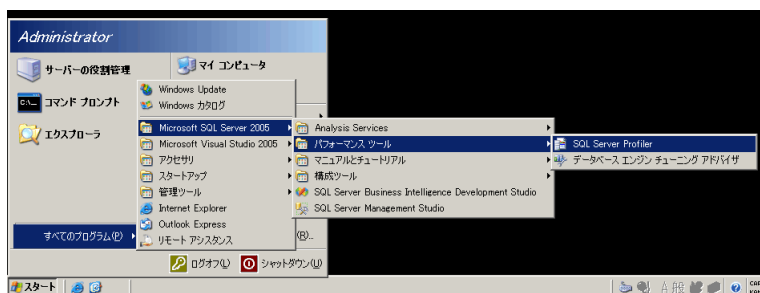 Administrator
サーバーの役割管理
マイ コンピュータ
コマンド プロンプト
エクスプローラ
Windows Update
Windows カタログ
Microsoft SQL Server 2005
Microsoft Visual Studio 2005
アクセサリ
スタートアップ
管理ツール
Internet Explorer
Outlook Express
リモート アシスタンス
Analysis Services
パフォーマンス ツール
マニュアルとチュートリアル
構成ツール
SQL Server Business Intelligence Development Studio
SQL Server Management Studio
SQL Server Profiler
データベース エンジン チューニング アドバイザ
すべてのプログラム(P)
(R)...
ログオフ(L)
シャットダウン(U)
スタート
A 般
CAP